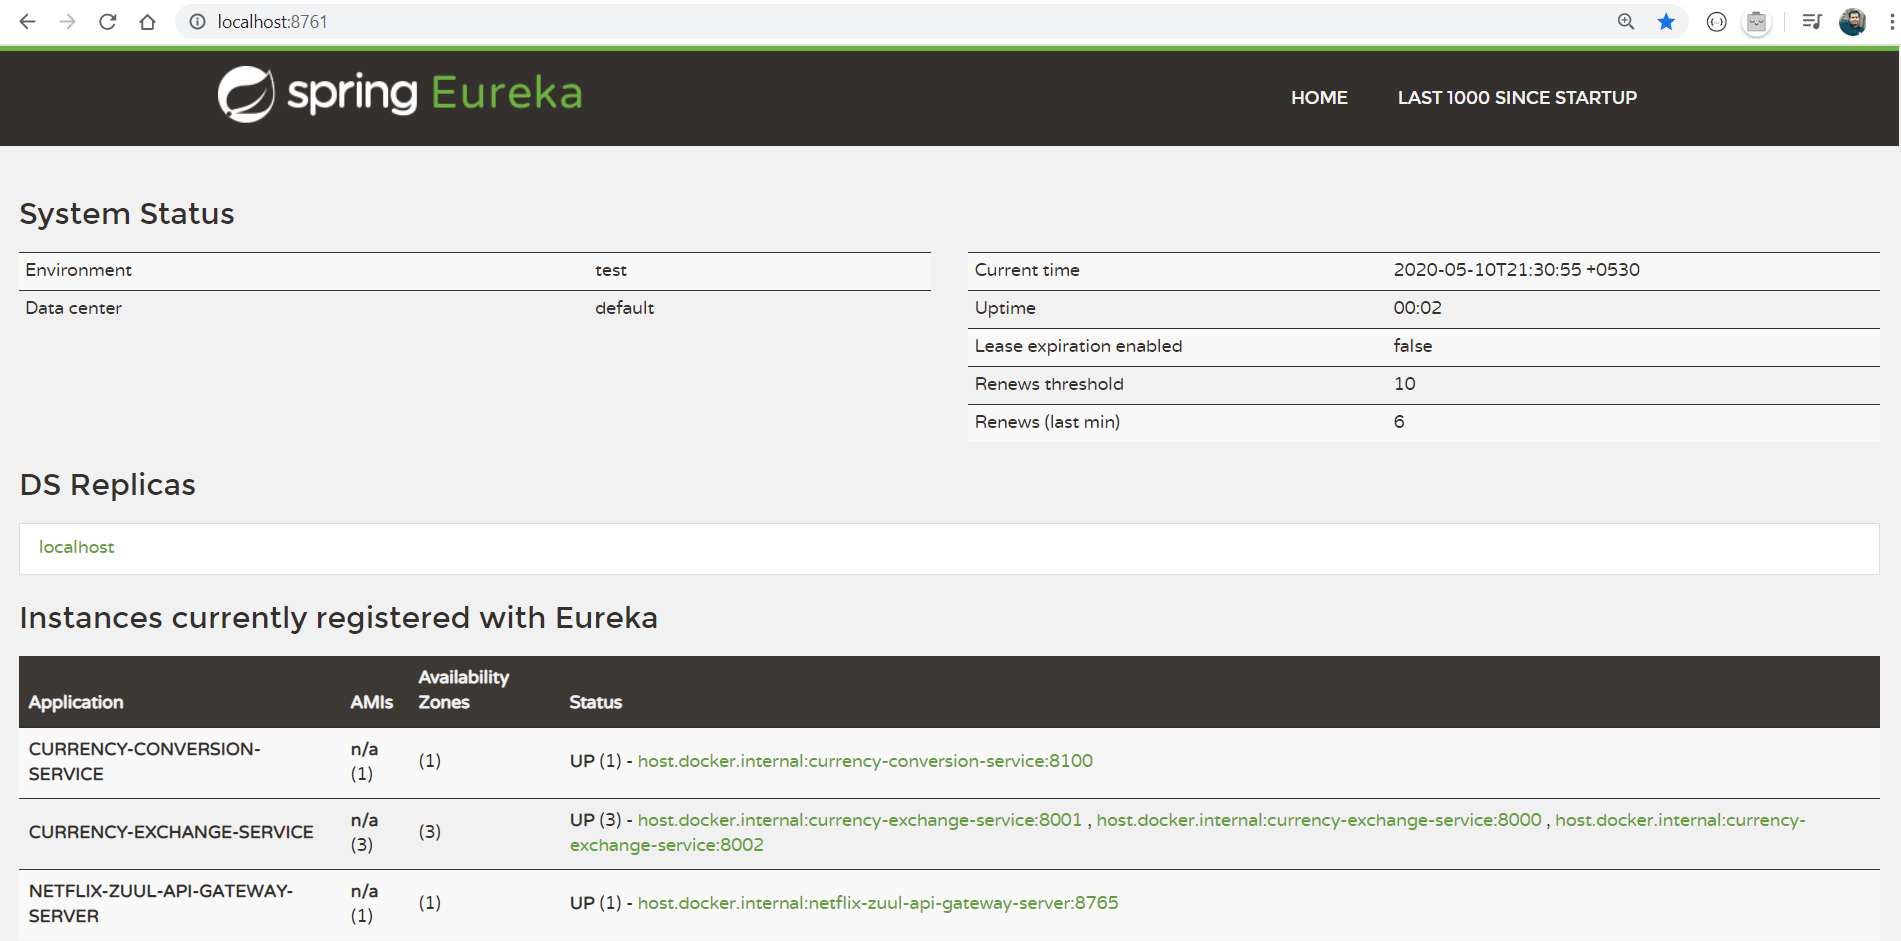 localhost:8761
spring Eureka
HOME LAST 1000 SINCE STARTUP
System Status
Environment test
Data center default
Current time 2020-05-10T21:30:55 +0530
Uptime 00:02
Lease expiration enabled false
Renews threshold 10
Renews (last min) 6
DS Replicas
localhost
Instances currently registered with Eureka
Application AMIs Availability Zones Status
CURRENCY-CONVERSION-SERVICE n/a (1) (1) UP (1) - host.docker.internal:currency-conversion-service:8100
CURRENCY-EXCHANGE-SERVICE n/a (3) (3) UP (3) - host.docker.internal:currency-exchange-service:8001 , host.docker.internal:currency-exchange-service:8000 , host.docker.internal:currency-exchange-service:8002
NETFLIX-ZUUL-API-GATEWAY-SERVER n/a (1) (1) UP (1) - host.docker.internal:netflix-zuul-api-gateway-server:8765